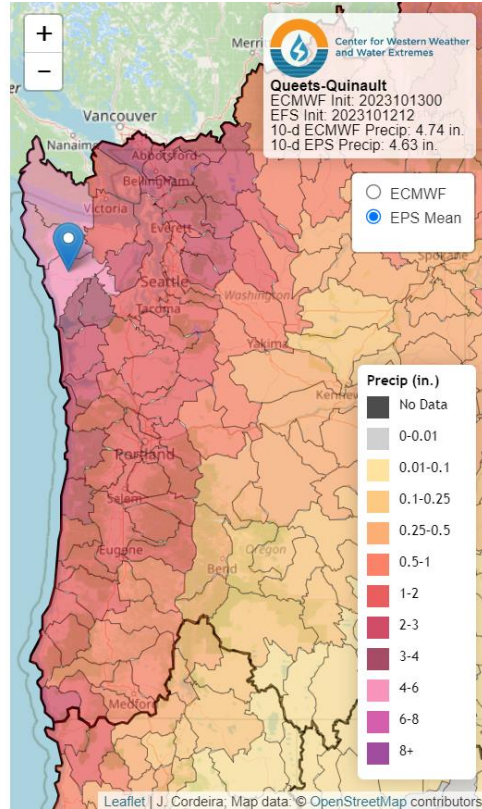 +
−
Center for Western Weather
and Water Extremes
Queets-Quinault
ECMWF Init: 2023101300
EFS Init: 2023101212
10-d ECMWF Precip: 4.74 in.
10-d EPS Precip: 4.63 in.
ECMWF
EPS Mean
Merri
Vancouver
Nanaimo
Abbotsford
Bellingham
Victoria
Everett
Seattle
Spokane
Washington
Tacoma
Yakima
Kennew
Portland
Salem
Eugene
Oregon
Bend
Medford
Precip (in.)
No Data
0-0.01
0.01-0.1
0.1-0.25
0.25-0.5
0.5-1
1-2
2-3
3-4
4-6
6-8
8+
Leaflet | J. Cordeira; Map data: © OpenStreetMap contributors